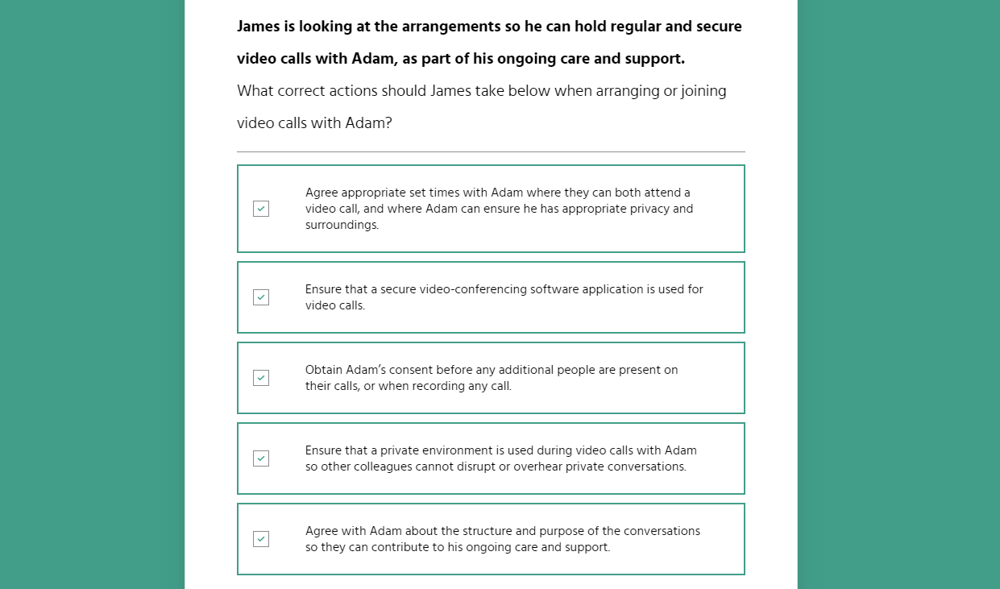 James is looking at the arrangements so he can hold regular and secure
video calls with Adam, as part of his ongoing care and support.
What correct actions should James take below when arranging or joining
video calls with Adam?
Agree appropriate set times with Adam where they can both attend a
video call, and where Adam can ensure he has appropriate privacy and
surroundings.
Ensure that a secure video-conferencing software application is used for
video calls.
Obtain Adam’s consent before any additional people are present on
their calls, or when recording any call.
Ensure that a private environment is used during video calls with Adam
so other colleagues cannot disrupt or overhear private conversations.
Agree with Adam about the structure and purpose of the conversations
so they can contribute to his ongoing care and support.